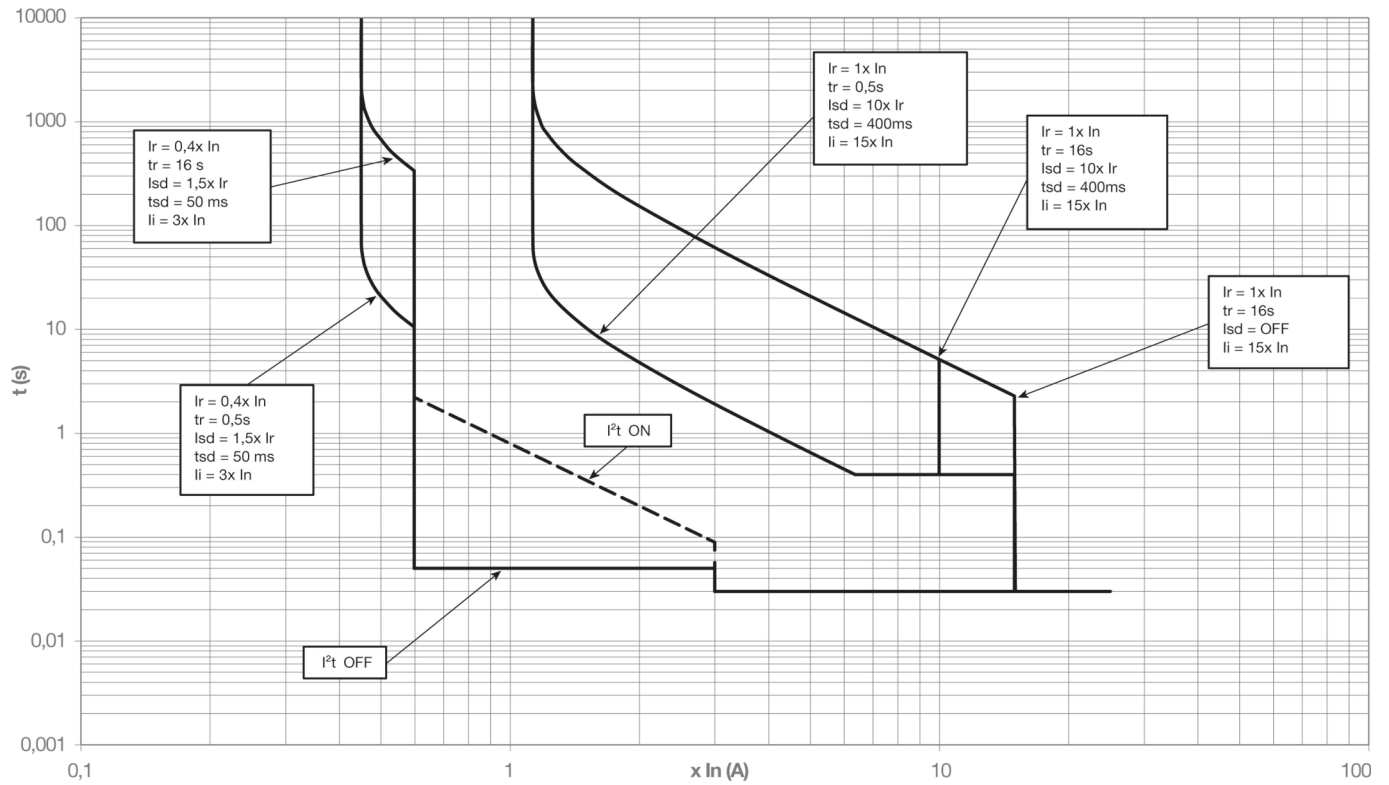 10000
1000
100
10
1
0,1
0,01
0,001
t (s)
Ir = 0,4x In
tr = 16 s
Isd = 1,5x Ir
tsd = 50 ms
Ii = 3x In
Ir = 1x In
tr = 0,5s
Isd = 10x Ir
tsd = 400ms
Ii = 15x In
Ir = 1x In
tr = 16s
Isd = 10x Ir
tsd = 400ms
Ii = 15x In
Ir = 1x In
tr = 16s
Isd = OFF
Ii = 15x In
Ir = 0,4x In
tr = 0,5s
Isd = 1,5x Ir
tsd = 50 ms
Ii = 3x In
I²t ON
I²t OFF
0,1
1
x In (A)
10
100